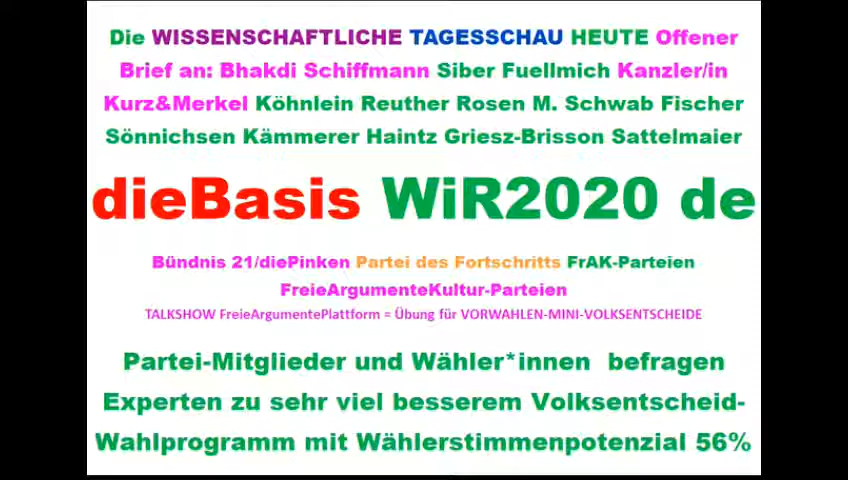 Die WISSENSCHAFTLICHE TAGESSCHAU HEUTE Offener
Brief an: Bhakdi Schiffmann Siber Fuellmich Kanzler/in
Kurz&Merkel Köhnlein Reuther Rosen M. Schwab Fischer
Sönnichsen Kämmerer Haintz Griesz-Brisson Sattelmaier
dieBasis WiR2020 de
Bündnis 21/diePinken Partei des Fortschritts FrAK-Parteien
FreieArgumenteKultur-Parteien
TALKSHOW FreieArgumentePlattform = Übung für VORWAHLEN-MINI-VOLKSENTSCHEIDE
Partei-Mitglieder und Wähler*innen befragen
Experten zu sehr viel besserem Volksentscheid-
Wahlprogramm mit Wählerstimmenpotenzial 56%